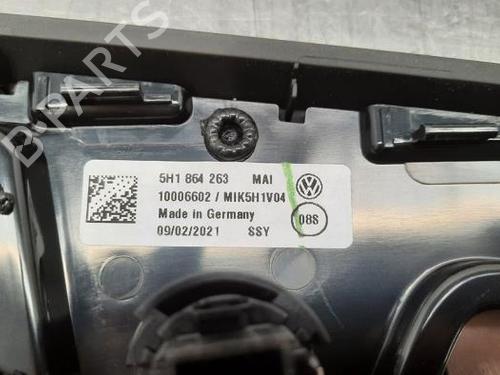 B-PARTS
5H1 864 263 MAI
10006602 / MIK5H1V04
Made in Germany
09/02/2021 SSY
08S